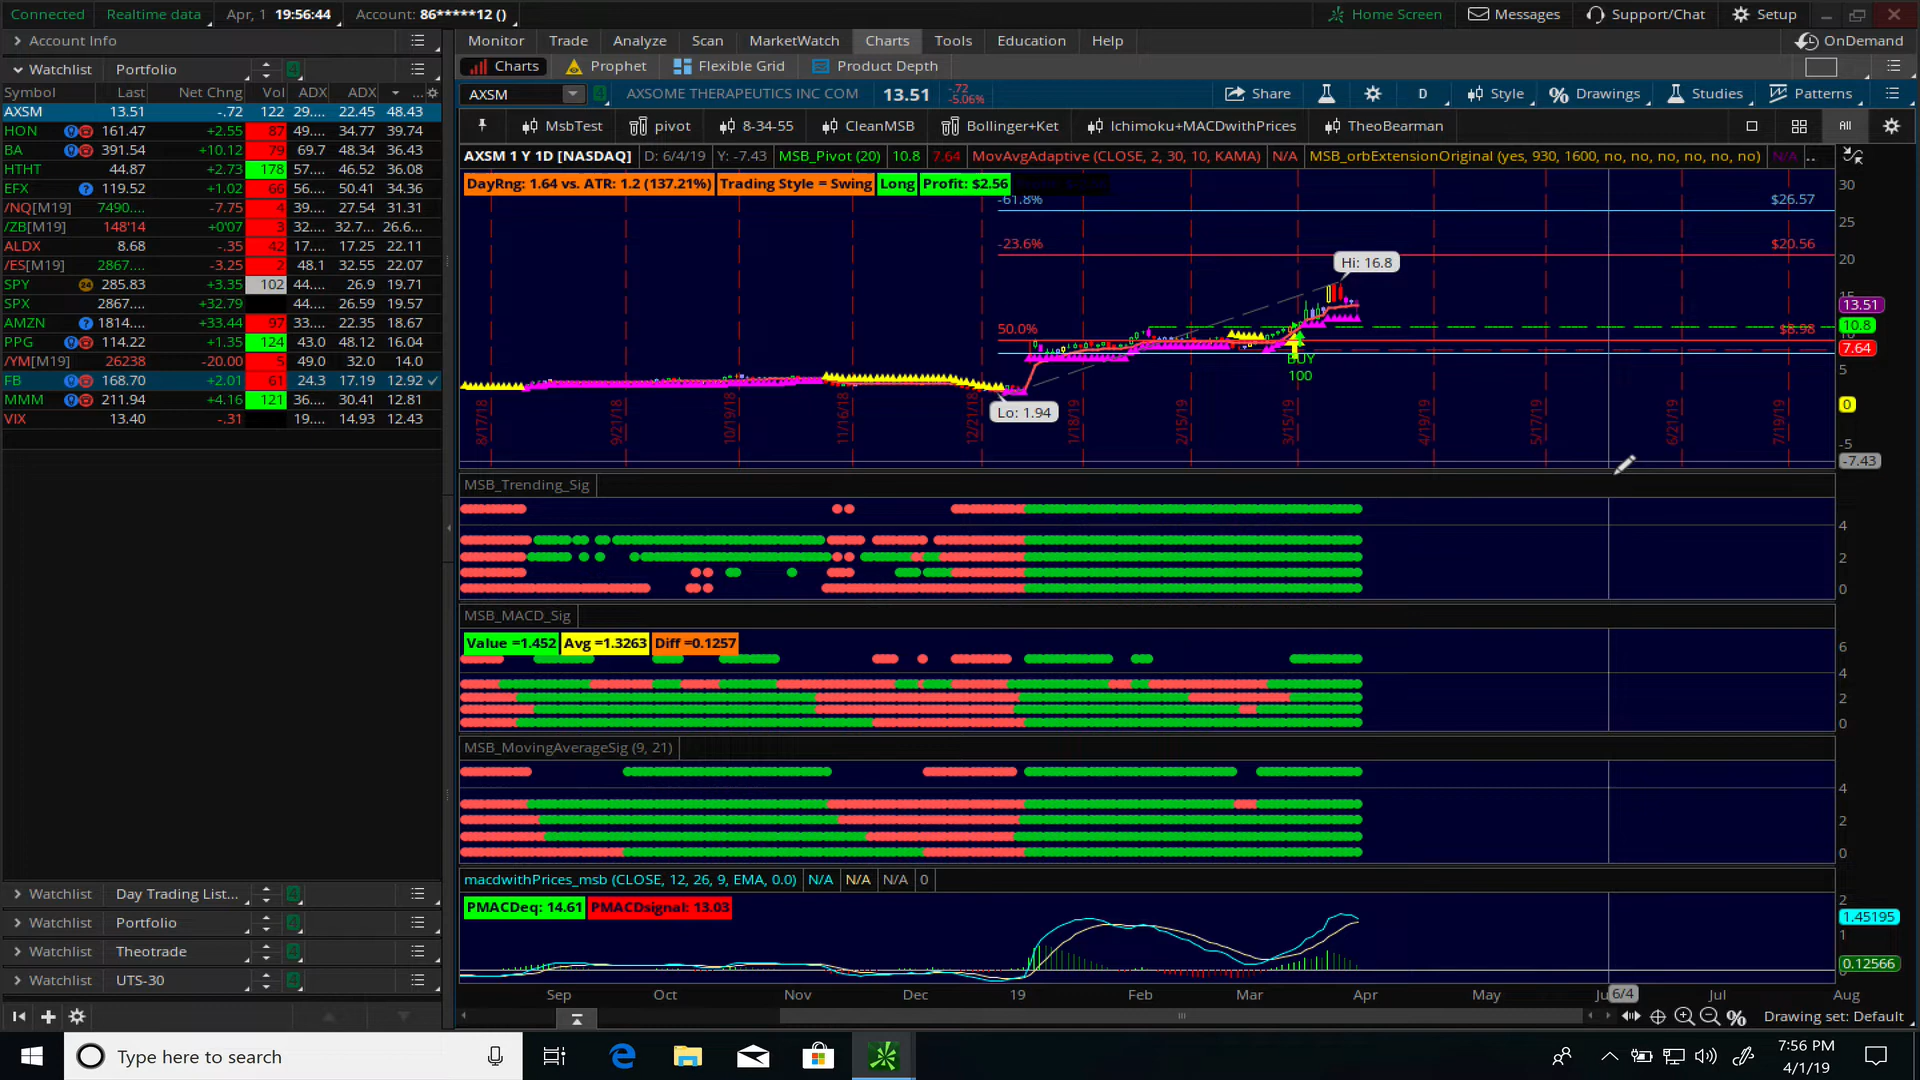 Connected Realtime data Apr, 1 19:56:44 Account: 86*****12 () Home Screen Messages Support/Chat Setup
Account Info
Monitor Trade Analyze Scan MarketWatch Charts Tools Education Help OnDemand
Watchlist Portfolio 4
Charts Prophet Flexible Grid Product Depth
Symbol Last Net Chng Vol ADX ADX ...
AXSM 13.51 -.72 122 29.... 22.45 48.43
HON 161.47 +2.55 87 49.... 34.77 39.74
BA 391.54 +10.12 79 69.7 48.34 36.43
HTHT 44.87 +2.73 178 57.... 46.52 36.08
EFX ? 119.52 +1.02 66 56.... 50.41 34.36
/NQ[M19] 7490.... -7.75 4 39.... 27.54 31.31
/ZB[M19] 148'14 +0'07 3 32.... 32.7... 26.6...
ALDX 8.68 -.35 42 17.... 17.25 22.11
/ES[M19] 2867.... -3.25 2 48.1 32.55 22.07
SPY 24 285.83 +3.35 102 44.... 26.9 19.71
SPX 2867.... +32.79 44.... 26.59 19.57
AMZN ? 1814.... +33.44 97 33.... 22.35 18.67
PPG 114.22 +1.35 124 43.0 48.12 16.04
/YM[M19] 26238 -20.00 5 49.0 32.0 14.0
FB 168.70 +2.01 61 24.3 17.19 12.92
MMM 211.94 +4.16 121 36.... 30.41 12.81
VIX 13.40 -.31 19.... 14.93 12.43
Watchlist Day Trading List... 4
Watchlist Portfolio 4
Watchlist Theotrade 4
Watchlist UTS-30 4
AXSM 4 AXSOME THERAPEUTICS INC COM 13.51 -.72 -5.06% Share D Style Drawings Studies Patterns
MsbTest pivot 8-34-55 CleanMSB Bollinger+Ket Ichimoku+MACDwithPrices TheoBearman All
AXSM 1 Y 1D [NASDAQ] D: 6/4/19 Y: -7.43 MSB_Pivot (20) 10.8 7.64 MovAvgAdaptive (CLOSE, 2, 30, 10, KAMA) N/A MSB_orbExtensionOriginal (yes, 930, 1600, no, no, no, no, no) N/A ..
DayRng: 1.64 vs. ATR: 1.2 (137.21%) Trading Style = Swing Long Profit: $2.56
30
-61.8% $26.57
25
-23.6% $20.56
20
Hi: 16.8
15
13.51
10.8
50.0% $8.98
7.64
BUY
5
100
Lo: 1.94
0
8/17/18 9/21/18 10/19/18 11/16/18 12/21/18 1/18/19 2/15/19 3/15/19 4/19/19 5/17/19 6/21/19 7/19/19
-5
-7.43
MSB_Trending_Sig
4
2
0
MSB_MACD_Sig
Value =1.452 Avg =1.3263 Diff =0.1257
6
4
2
0
MSB_MovingAverageSig (9, 21)
4
2
0
macdwithPrices_msb (CLOSE, 12, 26, 9, EMA, 0.0) N/A N/A N/A 0
PMACDeq: 14.61 PMACDsignal: 13.03
2
1.45195
1
0.12566
Sep Oct Nov Dec 19 Feb Mar Apr May 6/4 Jul Aug
Drawing set: Default
Type here to search
7:56 PM
4/1/19